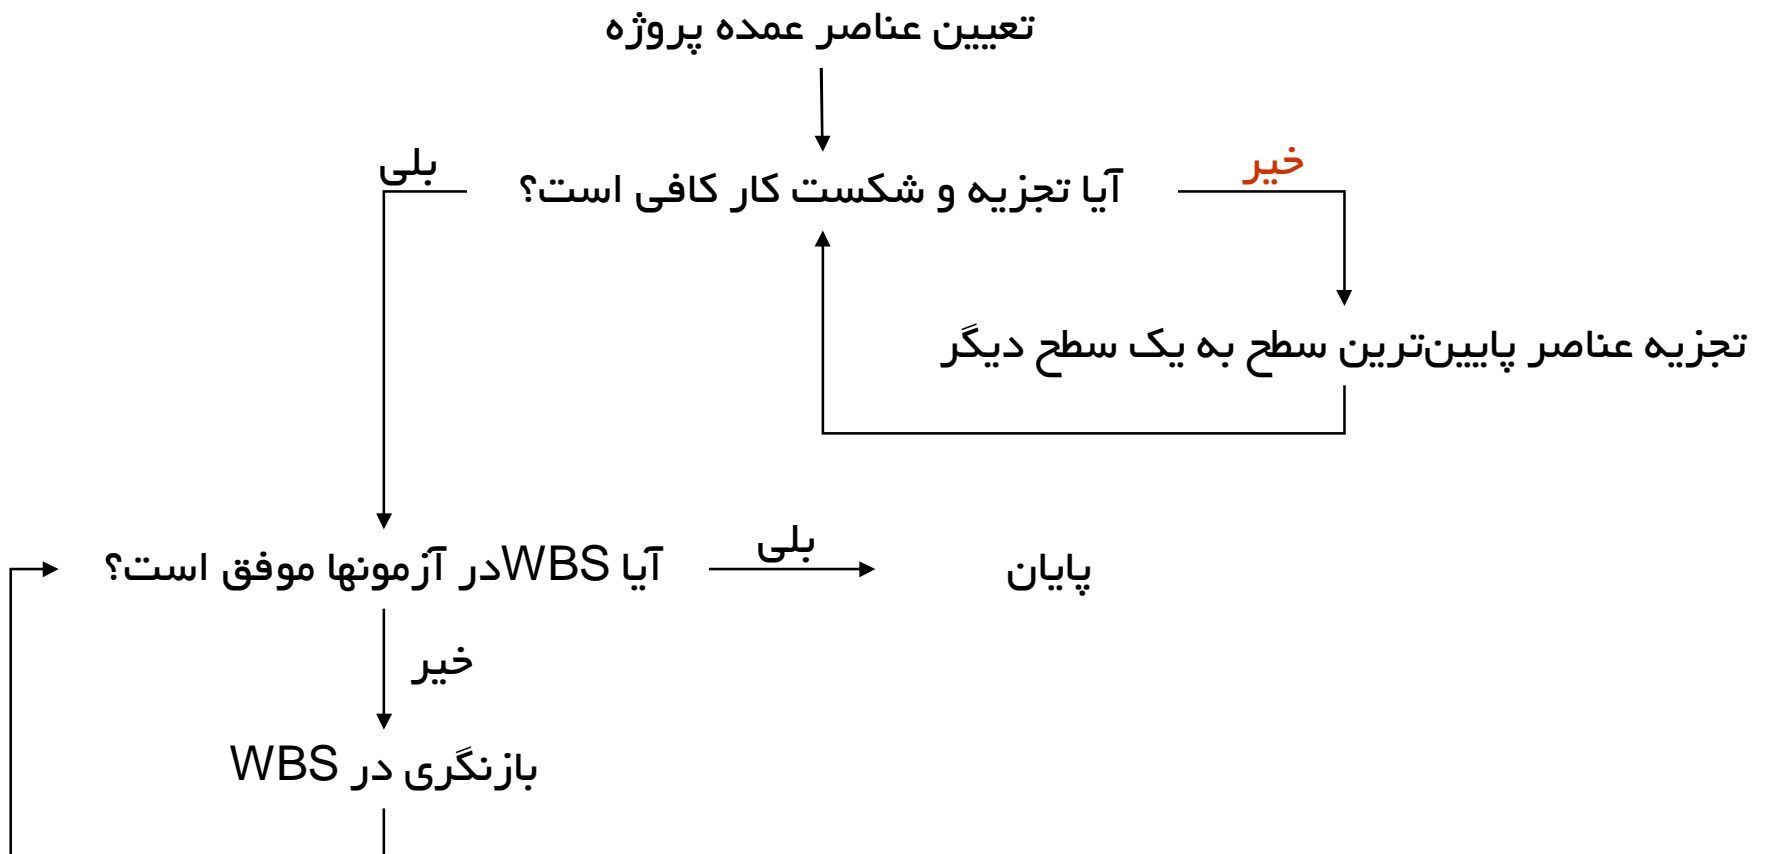 تعیین عناصر عمده پروژه
خیر
بلی
آیا تجزیه و شکست کار کافی است؟
تجزیه عناصر پایین‌ترین سطح به یک سطح دیگر
بلی
آیا WBSدر آزمونها موفق است؟
پایان
خیر
بازنگری در WBS